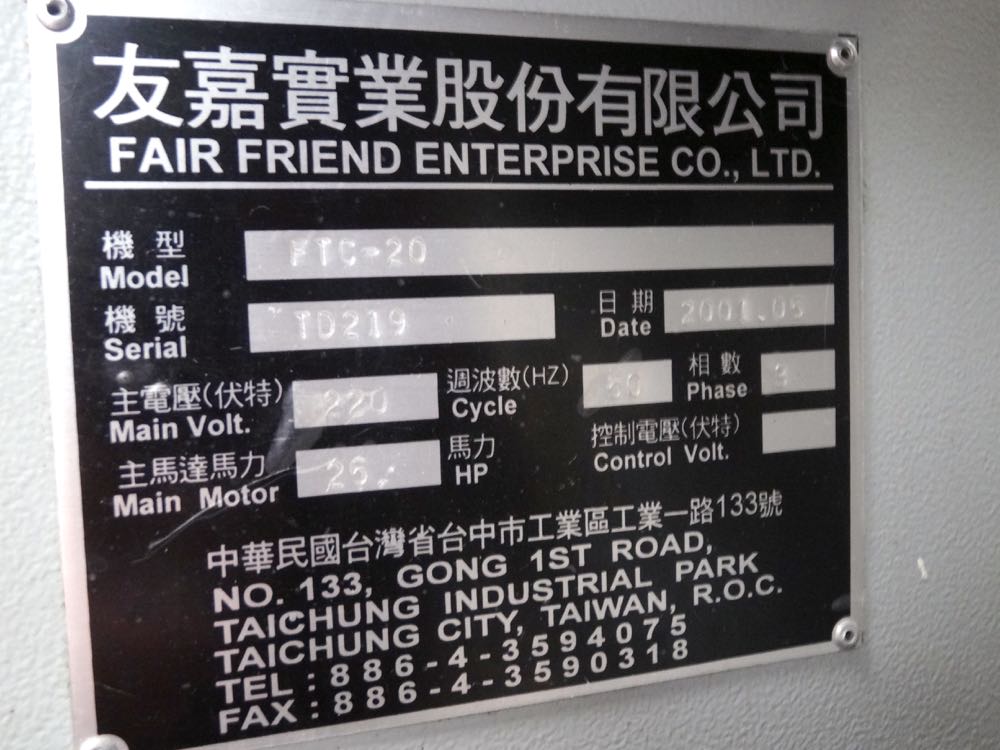 友嘉實業股份有限公司
FAIR FRIEND ENTERPRISE CO., LTD.
機型 FTC-20
Model
機號 TD219 日期 2001.05
Serial Date
主電壓(伏特) 220 週波數(HZ) 60 相數 3
Main Volt. Cycle Phase
主馬達馬力 25. 馬力 控制電壓(伏特)
Main Motor HP Control Volt.
中華民國台灣省台中市工業區工業一路133號
NO. 133, GONG 1ST ROAD,
TAICHUNG INDUSTRIAL PARK
TAICHUNG CITY, TAIWAN, R.O.C.
TEL : 886-4-3594075
FAX : 886-4-3590318